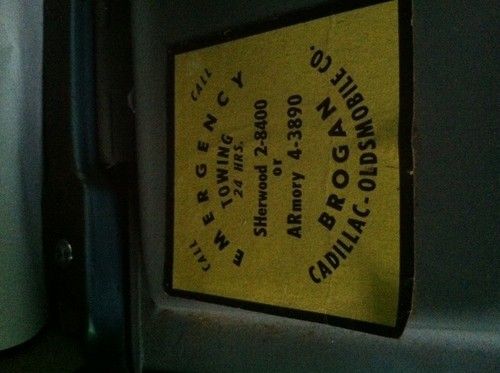 CALL EMERGENCY CALL
TOWING
24 HRS.
SHerwood 2-8400
or
ARmory 4-3890
BROGAN
CADILLAC-OLDSMOBILE CO.